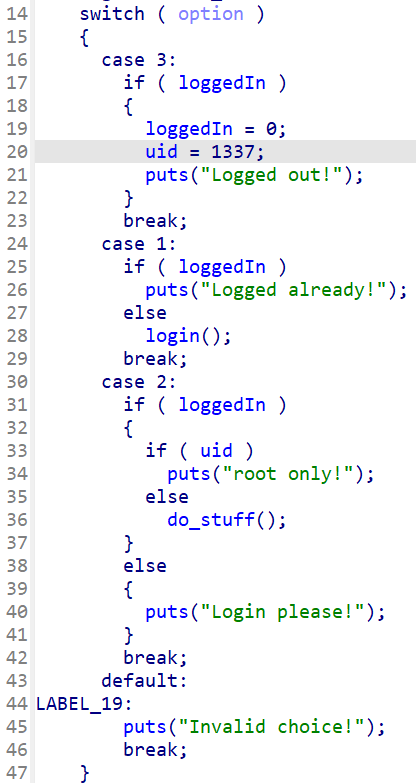 14 switch ( option )
15 {
16 case 3:
17 if ( loggedIn )
18 {
19 loggedIn = 0;
20 uid = 1337;
21 puts("Logged out!");
22 }
23 break;
24 case 1:
25 if ( loggedIn )
26 puts("Logged already!");
27 else
28 login();
29 break;
30 case 2:
31 if ( loggedIn )
32 {
33 if ( uid )
34 puts("root only!");
35 else
36 do_stuff();
37 }
38 else
39 {
40 puts("Login please!");
41 }
42 break;
43 default:
44 LABEL_19:
45 puts("Invalid choice!");
46 break;
47 }